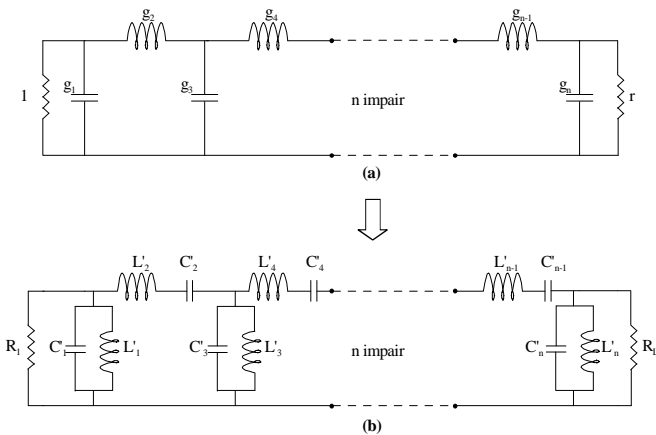 g₂ g₄ gₙ₋₁
1 g₁ g₃ n impair gₙ r
(a)
L'₂ C'₂ L'₄ C'₄ L'ₙ₋₁ C'ₙ₋₁
R₁ C'₁ L'₁ C'₃ L'₃ n impair C'ₙ L'ₙ R_L
(b)